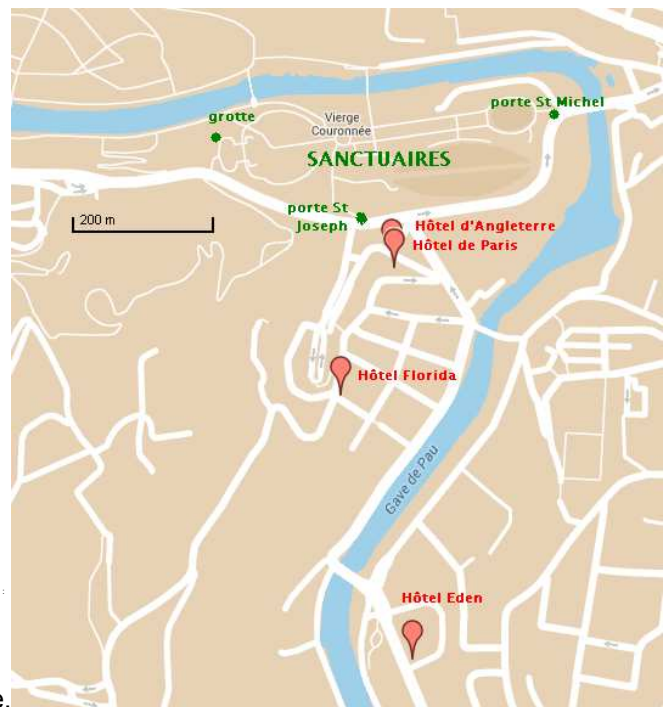 porte St Michel
grotte
Vierge
Couronnée
SANCTUAIRES
porte St
Joseph
200 m
Hôtel d'Angleterre
Hôtel de Paris
Hôtel Florida
Gave de Pau
Hôtel Eden
e.